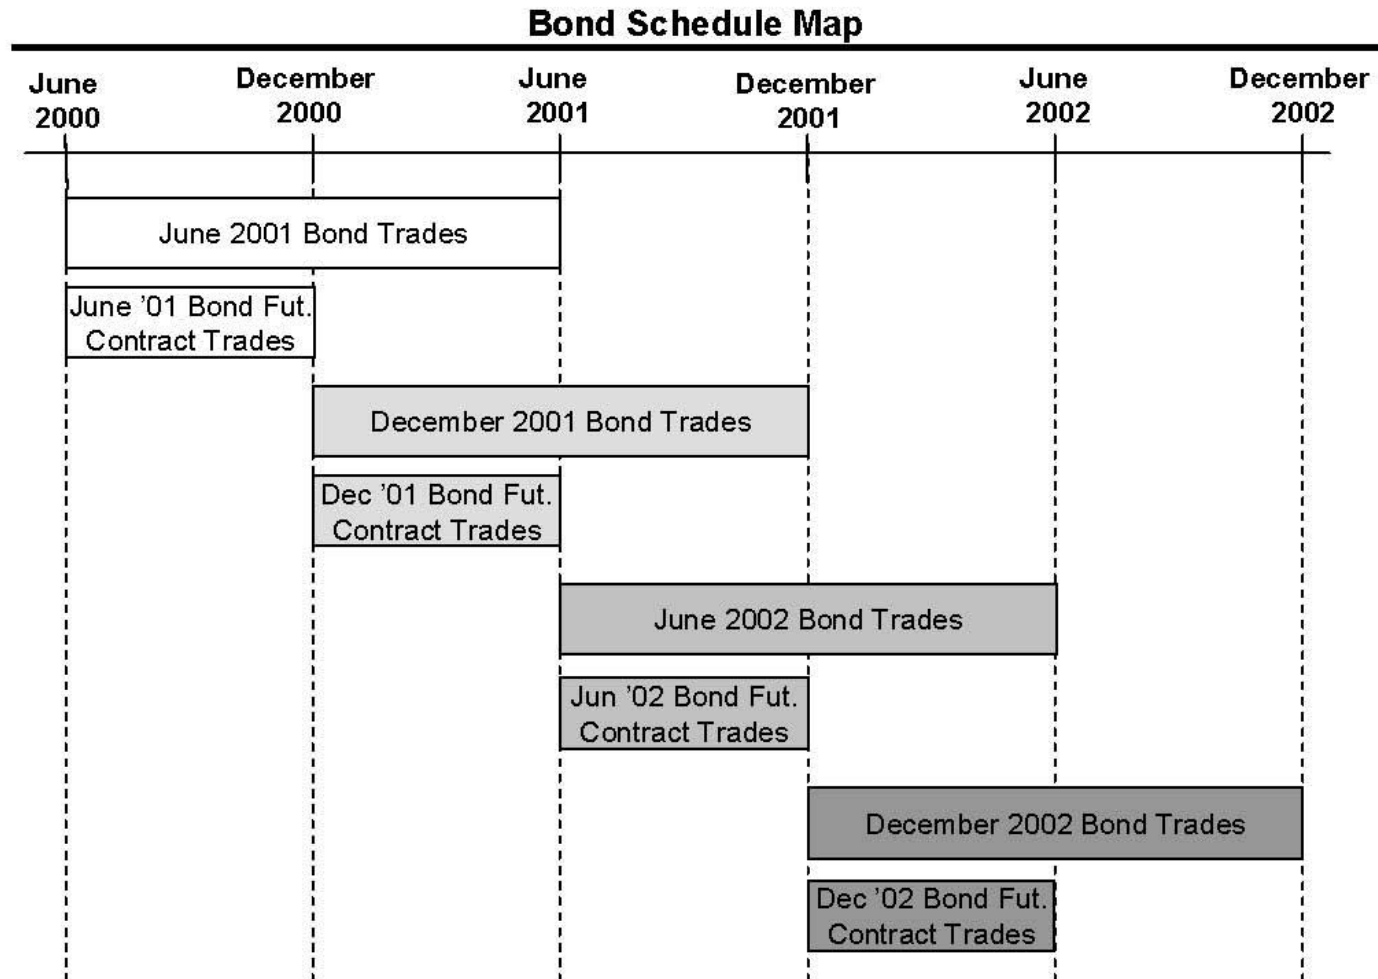 Bond Schedule Map
June 2000
December 2000
June 2001
December 2001
June 2002
December 2002
June 2001 Bond Trades
June '01 Bond Fut.
Contract Trades
December 2001 Bond Trades
Dec '01 Bond Fut.
Contract Trades
June 2002 Bond Trades
Jun '02 Bond Fut.
Contract Trades
December 2002 Bond Trades
Dec '02 Bond Fut.
Contract Trades